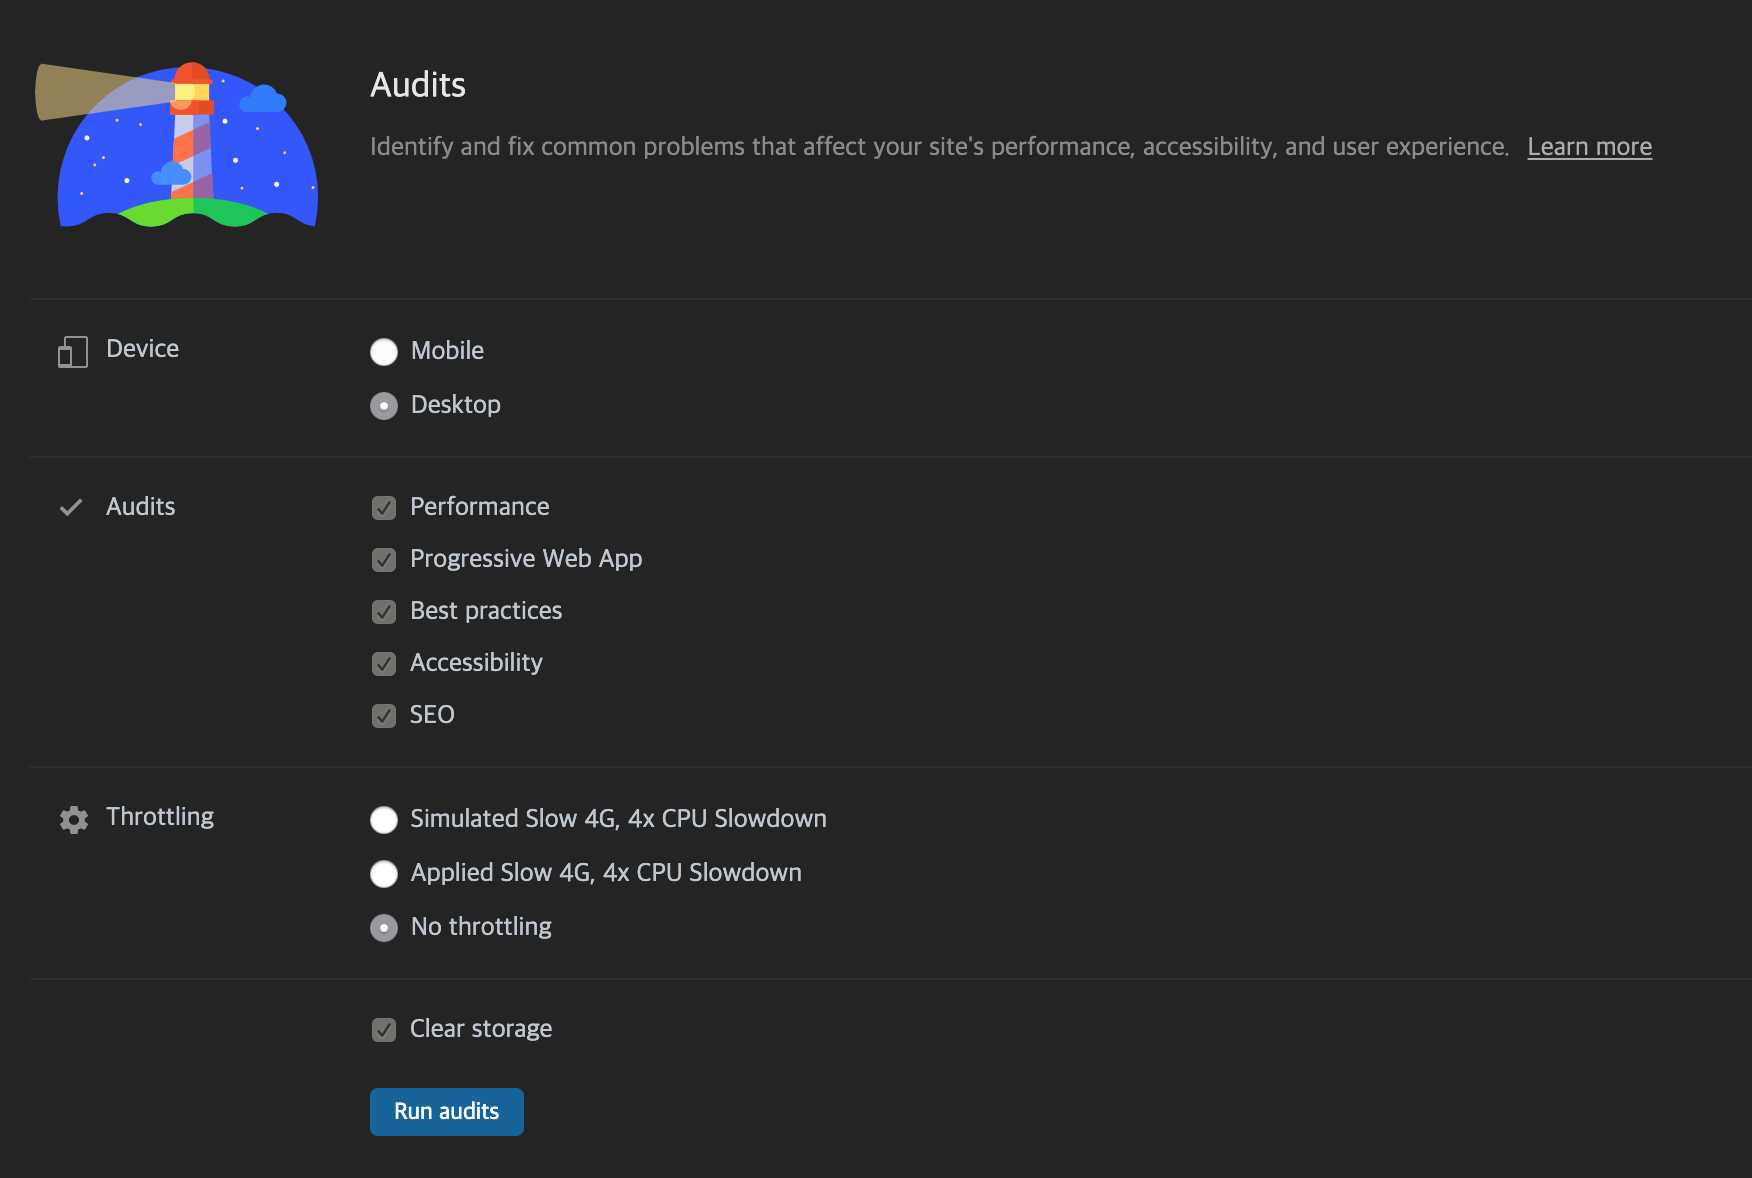 Audits
Identify and fix common problems that affect your site's performance, accessibility, and user experience. Learn more
Device
Mobile
Desktop
Audits
Performance
Progressive Web App
Best practices
Accessibility
SEO
Throttling
Simulated Slow 4G, 4x CPU Slowdown
Applied Slow 4G, 4x CPU Slowdown
No throttling
Clear storage
Run audits